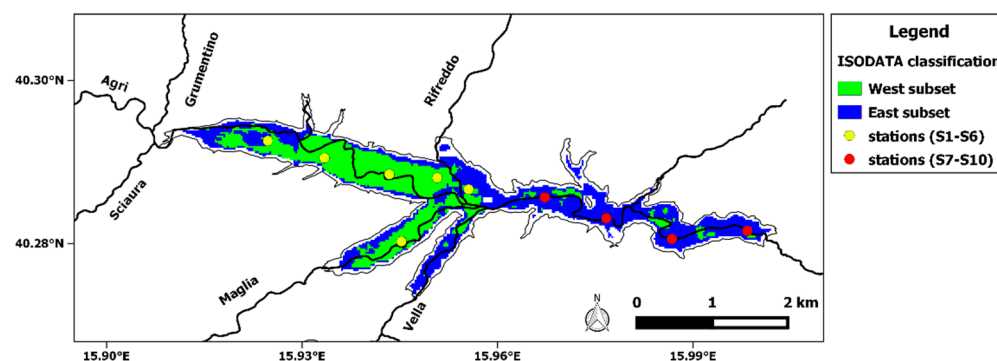 Legend
ISODATA classification
West subset
East subset
stations (S1-S6)
stations (S7-S10)
40.30°N
40.28°N
Agri
Grumentino
Rifreddo
Sciaura
Maglia
Vella
N
0 1 2 km
15.90°E 15.93°E 15.96°E 15.99°E